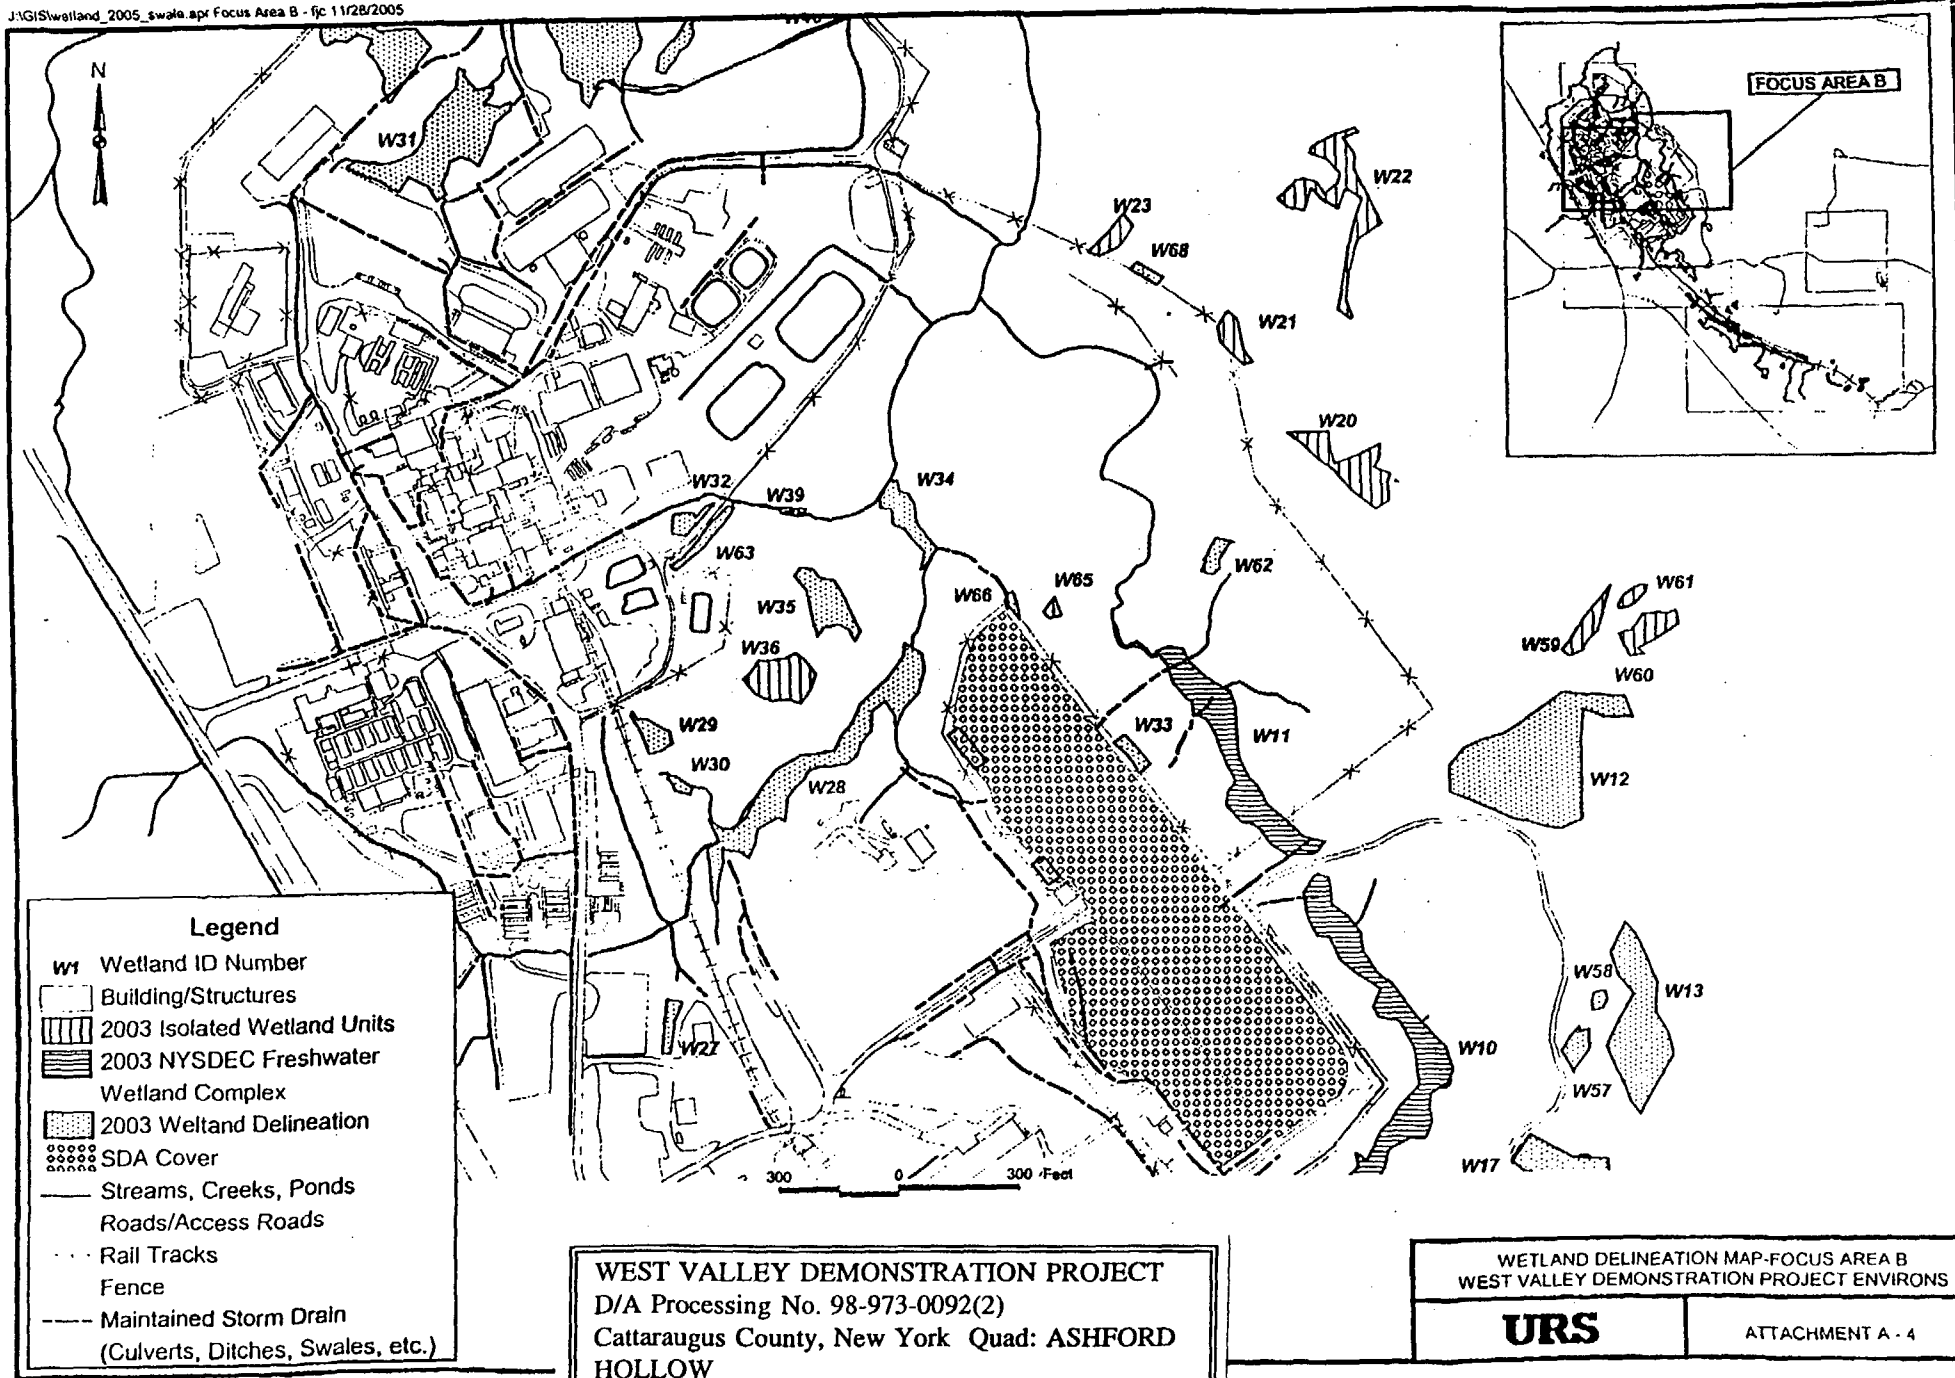 J:\GIS\welland_2005_swale.apr Focus Area B - fjc 11/28/2005
N
FOCUS AREA B
W31
W22
W23
W68
W21
W20
W32
W39
W34
W63
W62
W35
W66
W65
W61
W59
W36
W60
W29
W33
W11
W30
W28
W12
W58
W13
W27
W10
W57
W17
300 0 300 Feet
Legend
W1 Wetland ID Number
Building/Structures
2003 Isolated Wetland Units
2003 NYSDEC Freshwater
Wetland Complex
2003 Weltand Delineation
SDA Cover
Streams, Creeks, Ponds
Roads/Access Roads
Rail Tracks
Fence
Maintained Storm Drain
(Culverts, Ditches, Swales, etc.)
WEST VALLEY DEMONSTRATION PROJECT
D/A Processing No. 98-973-0092(2)
Cattaraugus County, New York Quad: ASHFORD
HOLLOW
WETLAND DELINEATION MAP-FOCUS AREA B
WEST VALLEY DEMONSTRATION PROJECT ENVIRONS
URS
ATTACHMENT A - 4